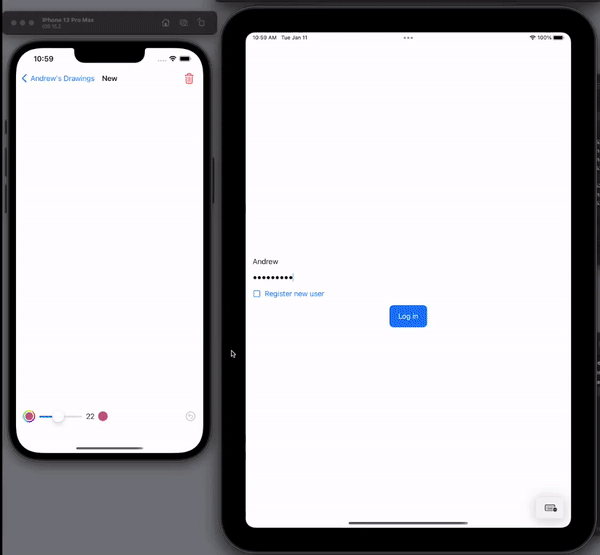 iPhone 13 Pro Max
iOS 15.2
10:59
Andrew's Drawings
New
22
10:59 AM Tue Jan 11
100%
Andrew
Register new user
Log in